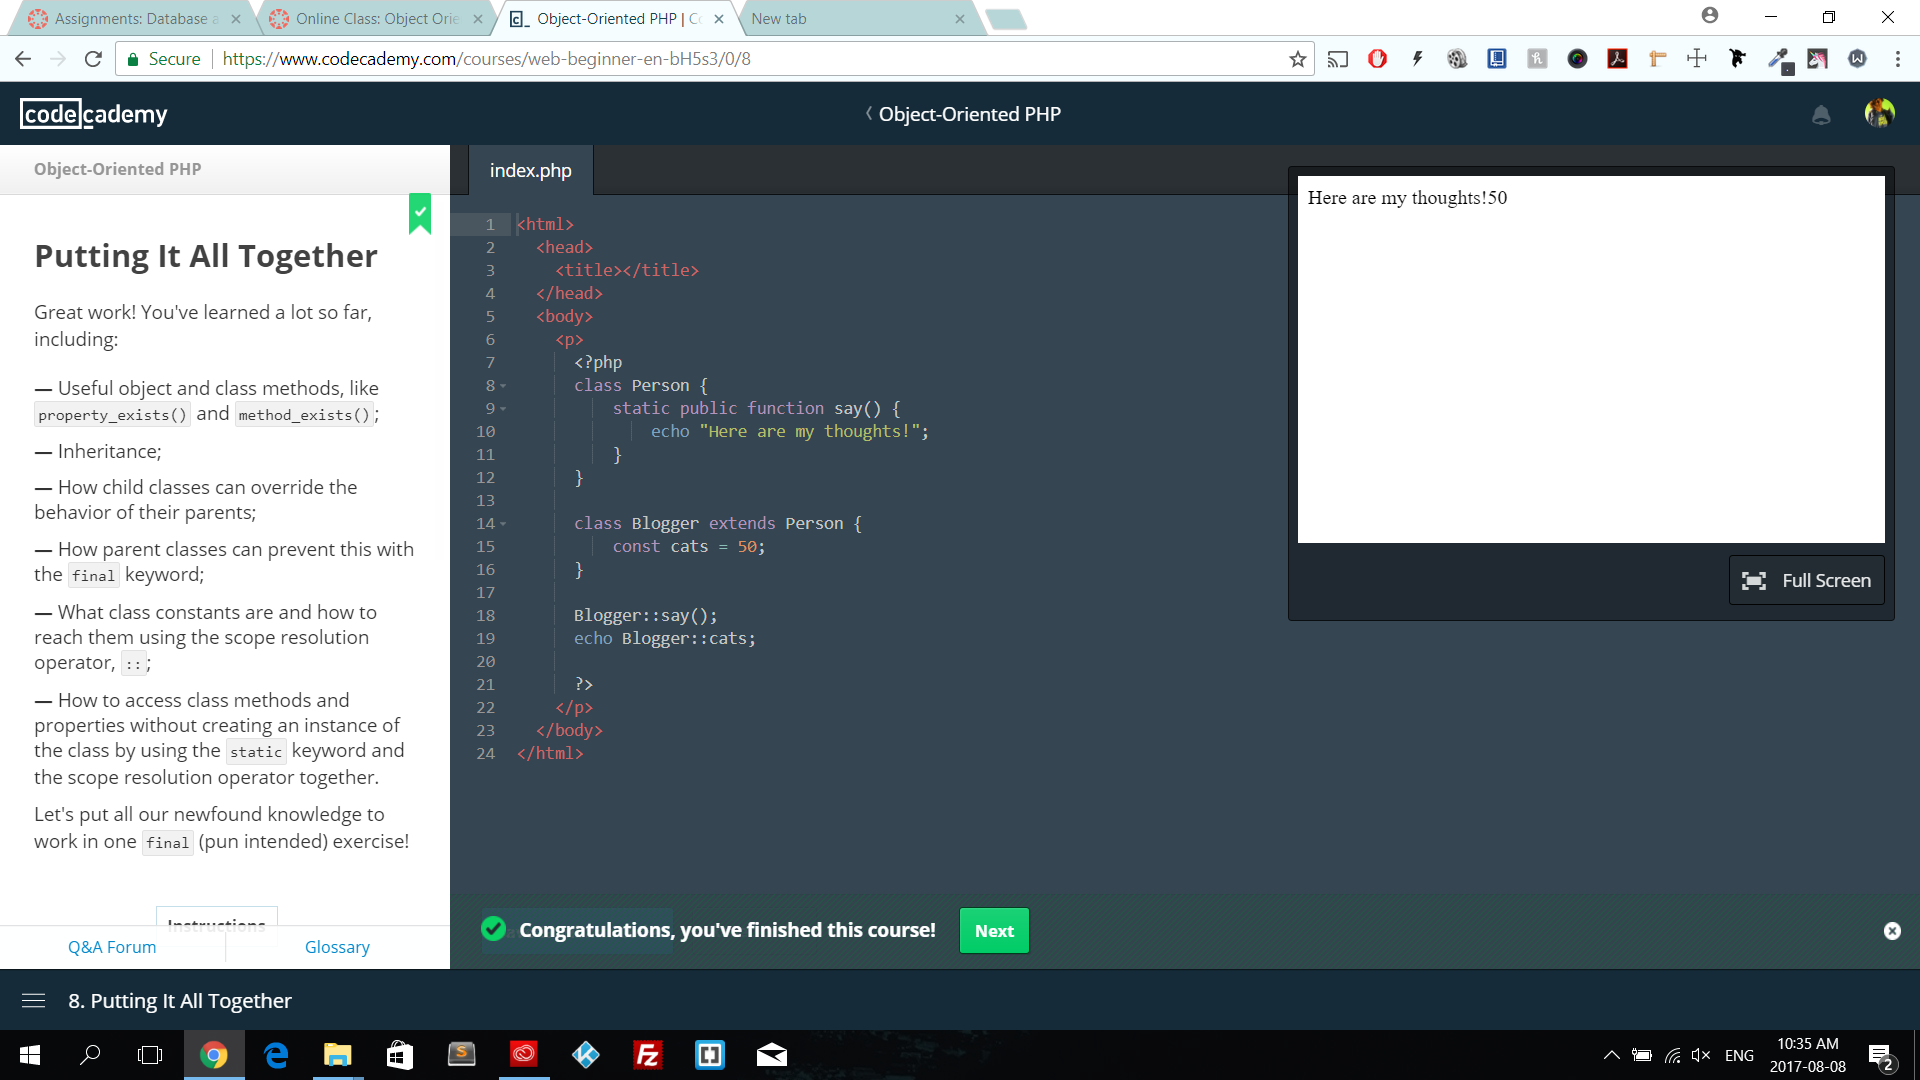 Assignments: Database a
Online Class: Object Orie
Object-Oriented PHP | Co
New tab
Secure
https://www.codecademy.com/courses/web-beginner-en-bH5s3/0/8
codecademy
Object-Oriented PHP
Object-Oriented PHP
Putting It All Together
Great work! You've learned a lot so far,
including:
— Useful object and class methods, like
property_exists() and method_exists();
— Inheritance;
— How child classes can override the
behavior of their parents;
— How parent classes can prevent this with
the final keyword;
— What class constants are and how to
reach them using the scope resolution
operator, ::;
— How to access class methods and
properties without creating an instance of
the class by using the static keyword and
the scope resolution operator together.
Let's put all our newfound knowledge to
work in one final (pun intended) exercise!
Instructions
Q&A Forum
Glossary
index.php
1 <html>
2 <head>
3 <title></title>
4 </head>
5 <body>
6 <p>
7 <?php
8 class Person {
9 static public function say() {
10 echo "Here are my thoughts!";
11 }
12 }
13
14 class Blogger extends Person {
15 const cats = 50;
16 }
17
18 Blogger::say();
19 echo Blogger::cats;
20
21 ?>
22 </p>
23 </body>
24 </html>
Here are my thoughts!50
Full Screen
Congratulations, you've finished this course!
Next
8. Putting It All Together
ENG
10:35 AM
2017-08-08
2